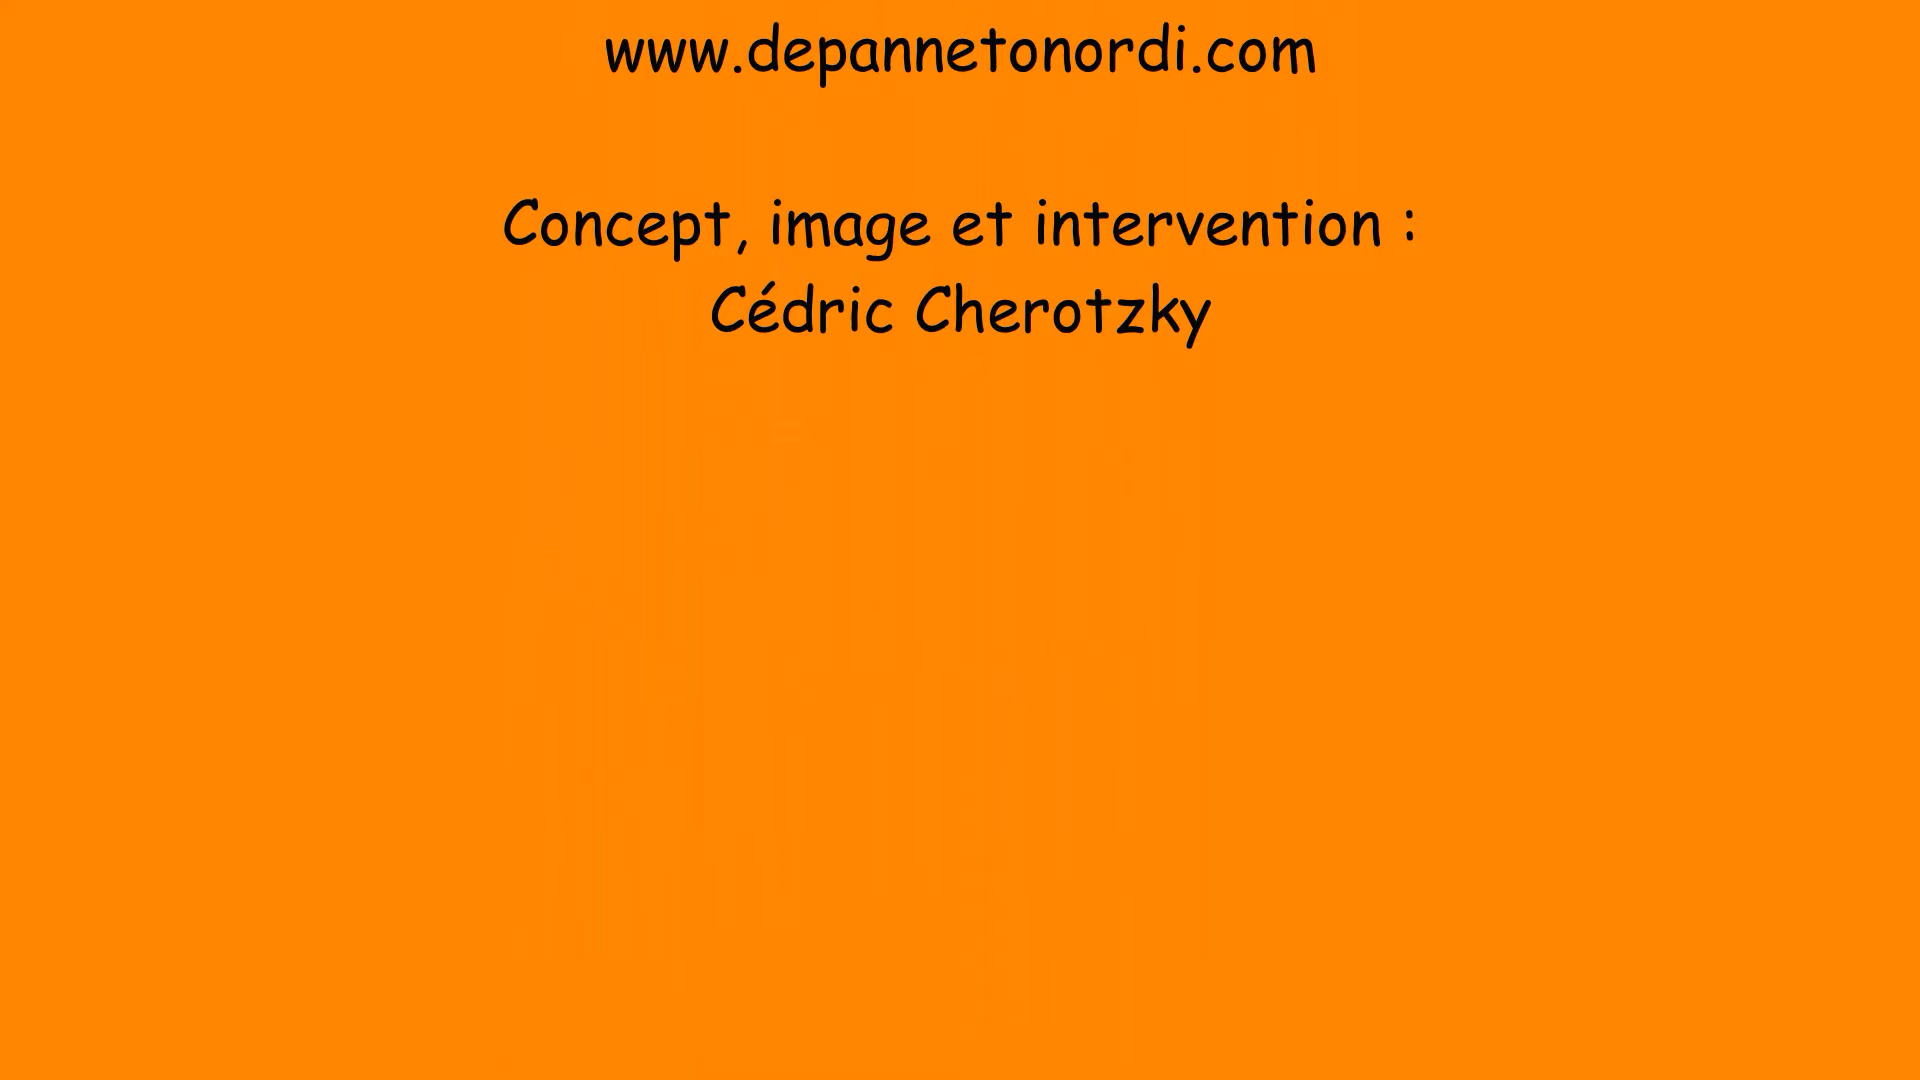 www.depannetonordi.com
Concept, image et intervention :
Cédric Cherotzky